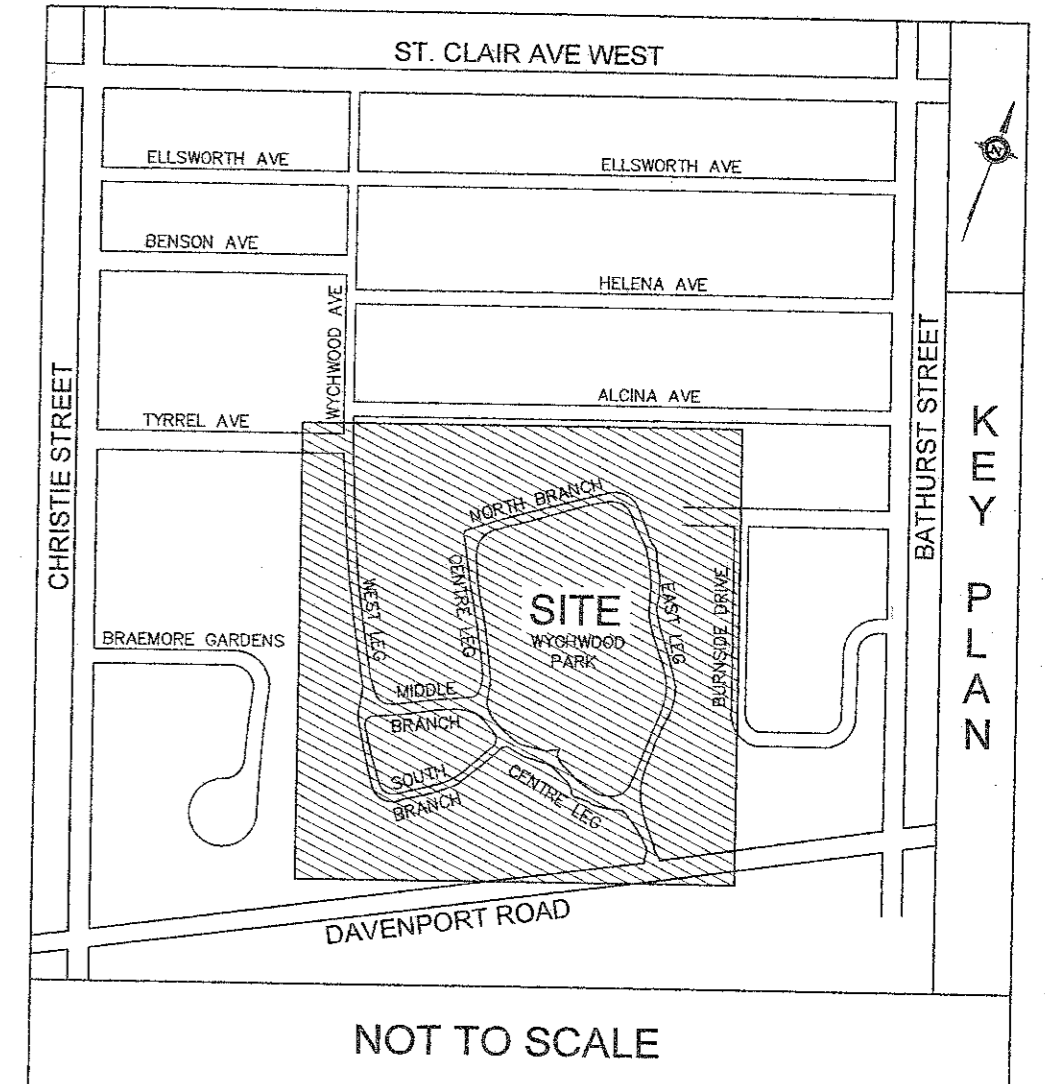 ST. CLAIR AVE WEST
N
ELLSWORTH AVE
ELLSWORTH AVE
BENSON AVE
HELENA AVE
WYCHWOOD AVE
ALCINA AVE
TYRREL AVE
CHRISTIE STREET
BATHURST STREET
KEY PLAN
NORTH BRANCH
CENTRE LEG
WEST LEG
EAST LEG
SITE
WYCHWOOD
PARK
BURNSIDE DRIVE
BRAEMORE GARDENS
MIDDLE
BRANCH
SOUTH
BRANCH
CENTRE LEG
DAVENPORT ROAD
NOT TO SCALE